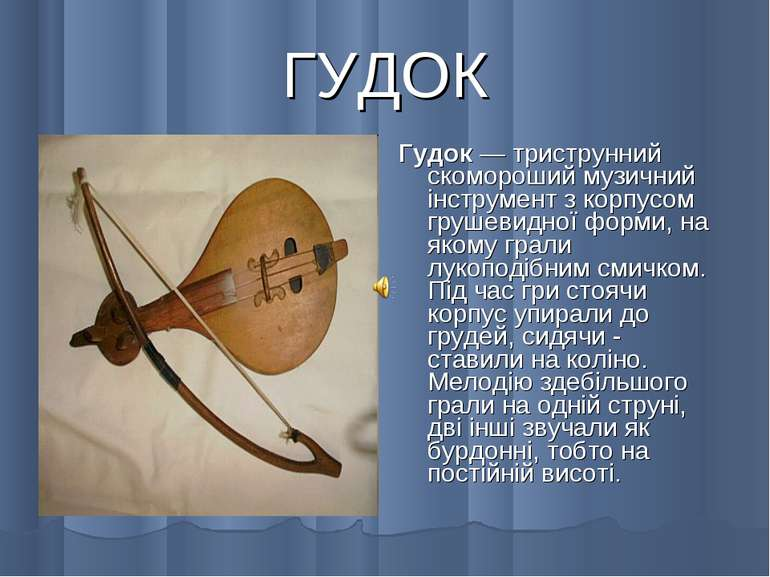 ГУДОК
Гудок — триструнний
скомороший музичний
інструмент з корпусом
грушевидної форми, на
якому грали
лукоподібним смичком.
Під час гри стоячи
корпус упирали до
грудей, сидячи -
ставили на коліно.
Мелодію здебільшого
грали на одній струні,
дві інші звучали як
бурдонні, тобто на
постійній висоті.